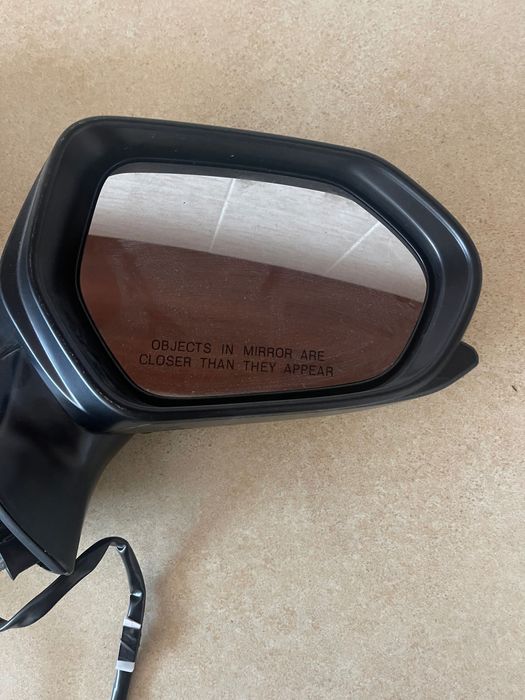 OBJECTS IN MIRROR ARE
CLOSER THAN THEY APPEAR